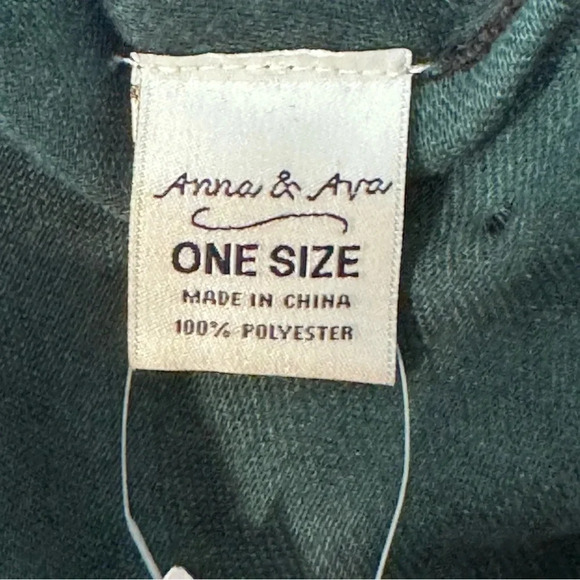 Anna & Ava
ONE SIZE
MADE IN CHINA
100% POLYESTER